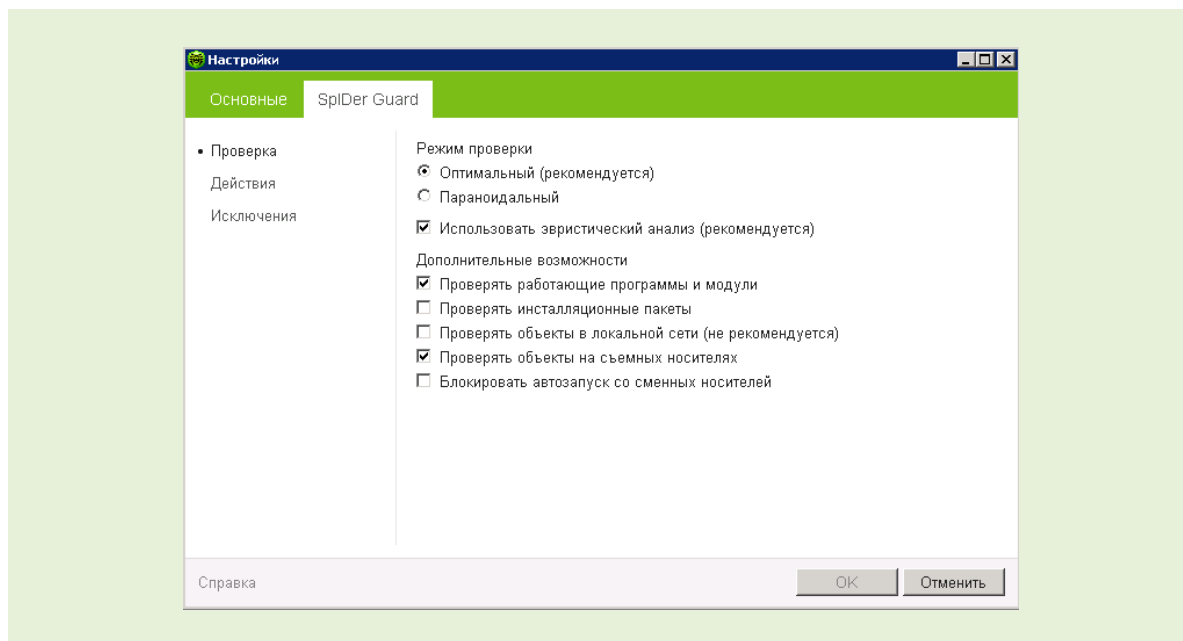 Настройки
Основные
SpIDer Guard
Проверка
Действия
Исключения
Режим проверки
Оптимальный (рекомендуется)
Параноидальный
Использовать эвристический анализ (рекомендуется)
Дополнительные возможности
Проверять работающие программы и модули
Проверять инсталляционные пакеты
Проверять объекты в локальной сети (не рекомендуется)
Проверять объекты на съемных носителях
Блокировать автозапуск со сменных носителей
Справка
OK
Отменить